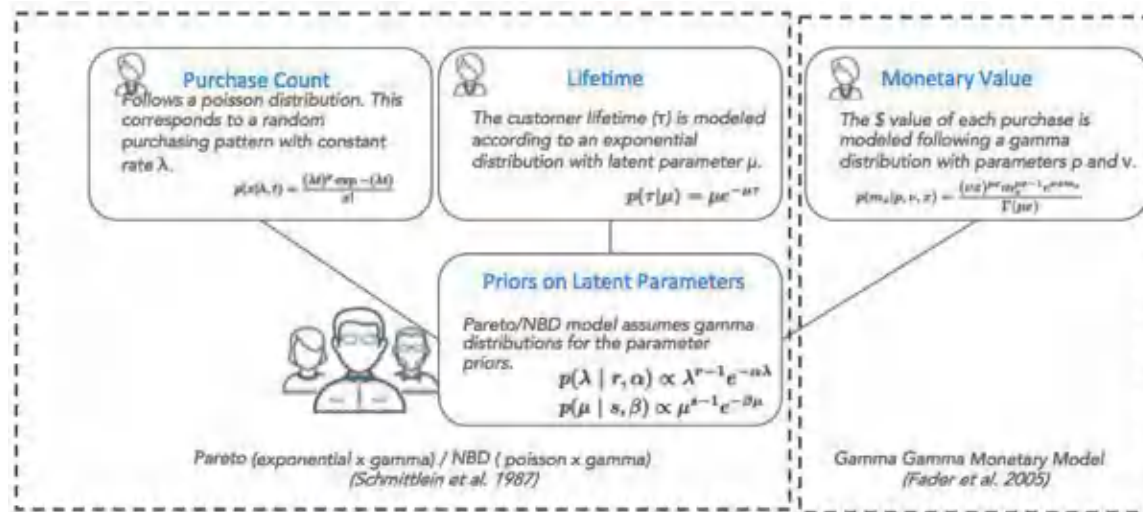 Purchase Count
Follows a poisson distribution. This
corresponds to a random
purchasing pattern with constant
rate λ.
p(x|λ, t) = (λt)^x exp −(λt) / x!
Lifetime
The customer lifetime (τ) is modeled
according to an exponential
distribution with latent parameter μ.
p(τ|μ) = μe^{−μτ}
Monetary Value
The $ value of each purchase is
modeled following a gamma
distribution with parameters p and ν.
Priors on Latent Parameters
Pareto/NBD model assumes gamma
distributions for the parameter
priors.
p(λ | r, α) ∝ λ^{r−1}e^{−αλ}
p(μ | s, β) ∝ μ^{s−1}e^{−βμ}
Pareto (exponential x gamma) / NBD ( poisson x gamma)
(Schmittlein et al. 1987)
Gamma Gamma Monetary Model
(Fader et al. 2005)